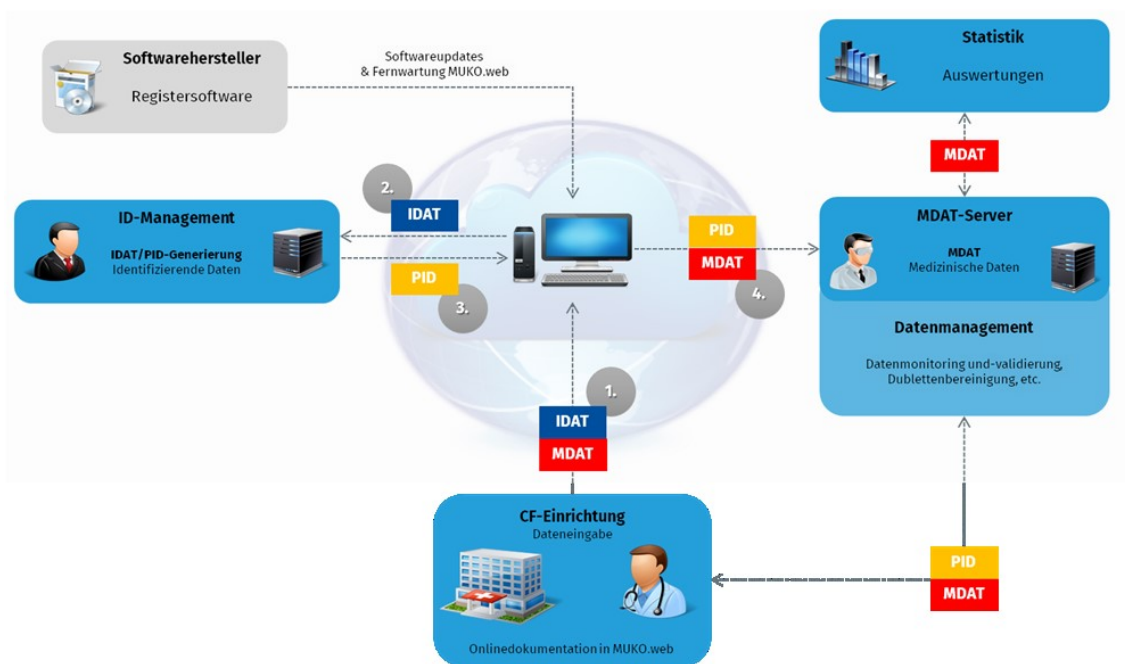 Softwarehersteller
Registersoftware
Softwareupdates
& Fernwartung MUKO.web
Statistik
Auswertungen
MDAT
2.
IDAT
ID-Management
IDAT/PID-Generierung
Identifizierende Daten
PID
3.
PID
MDAT
4.
MDAT-Server
MDAT
Medizinische Daten
Datenmanagement
Datenmonitoring und-validierung,
Dublettenbereinigung, etc.
1.
IDAT
MDAT
CF-Einrichtung
Dateneingabe
Onlinedokumentation in MUKO.web
PID
MDAT